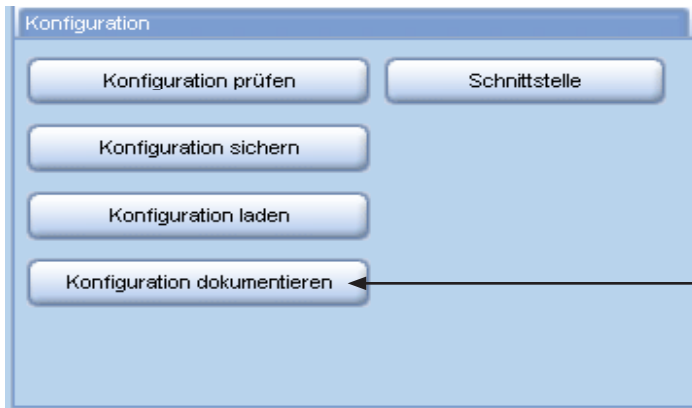 Konfiguration
Konfiguration prüfen
Schnittstelle
Konfiguration sichern
Konfiguration laden
Konfiguration dokumentieren